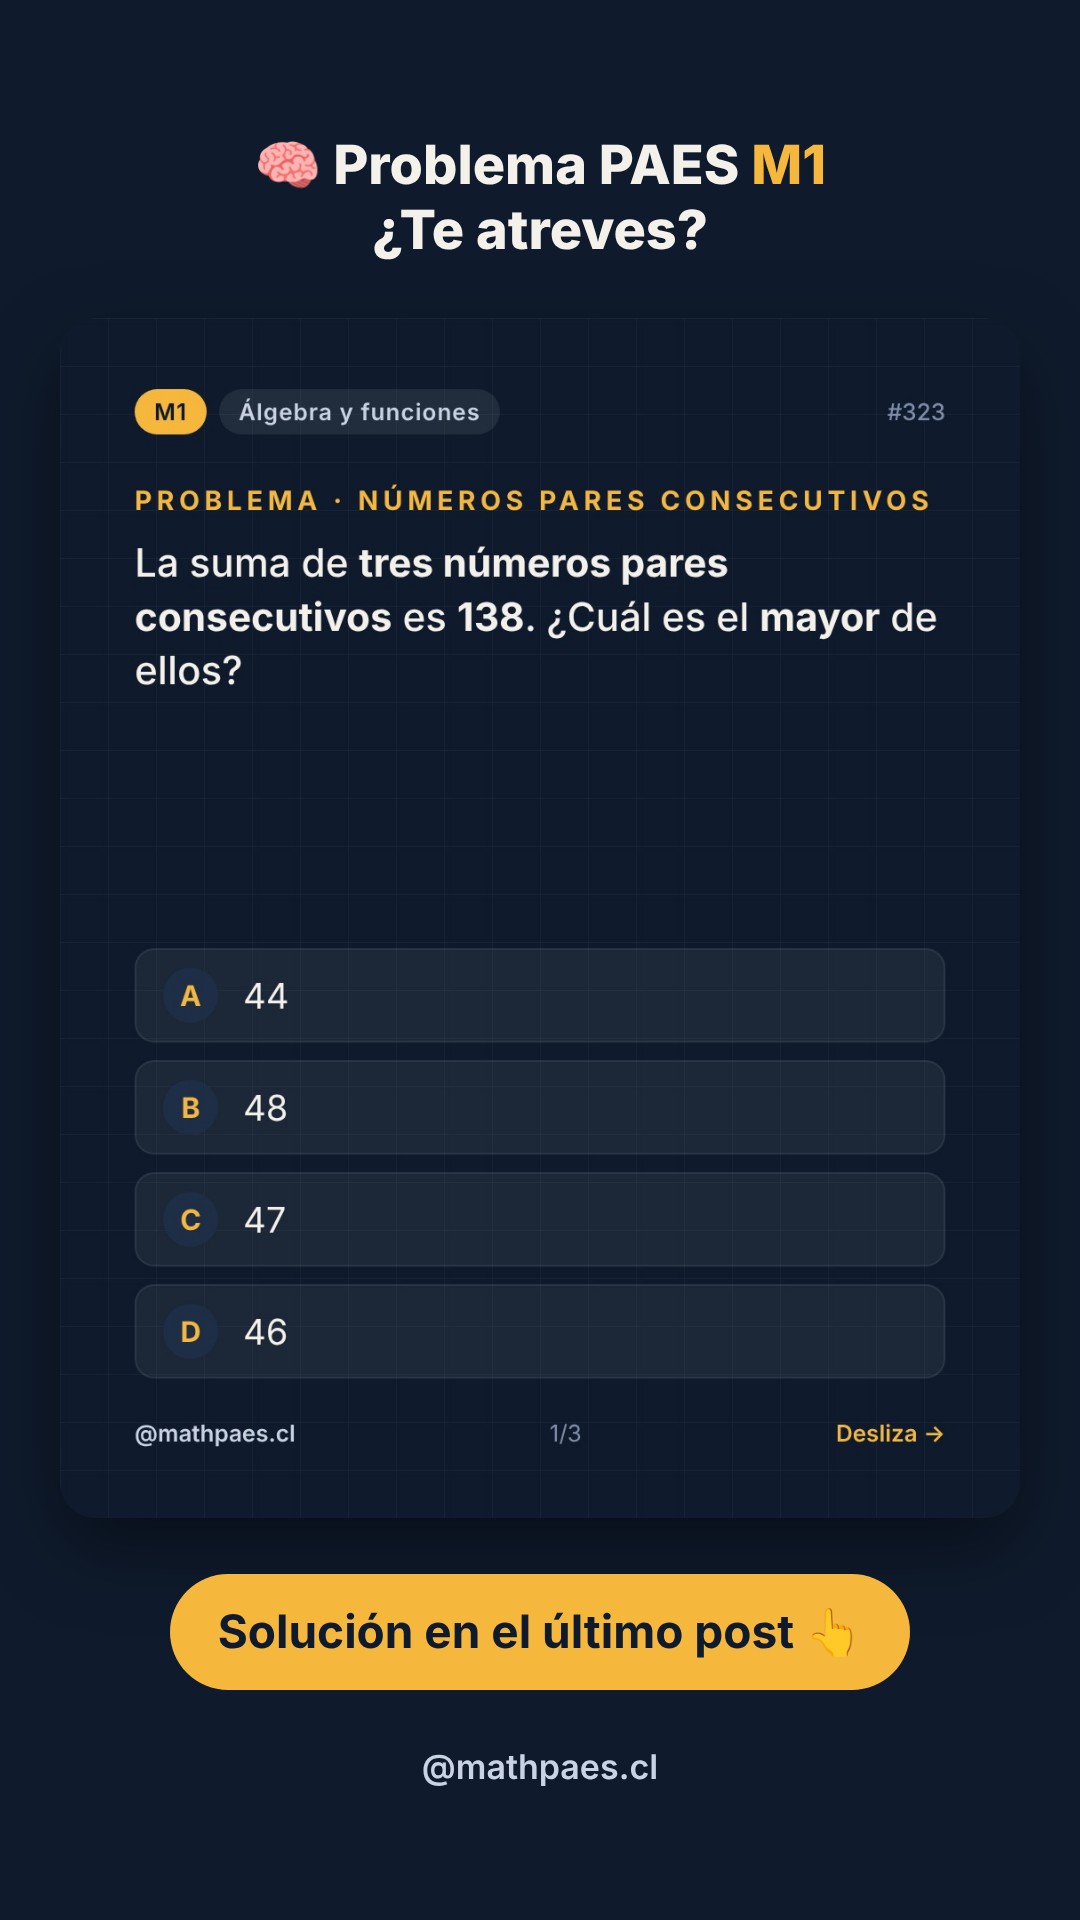 🧠 Problema PAES M1
¿Te atreves?
M1 Álgebra y funciones #323
PROBLEMA · NÚMEROS PARES CONSECUTIVOS
La suma de tres números pares
consecutivos es 138. ¿Cuál es el mayor de
ellos?
A 44
B 48
C 47
D 46
@mathpaes.cl 1/3 Desliza →
Solución en el último post 👆
@mathpaes.cl